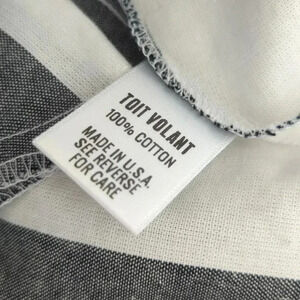 TOIT VOLANT
100% COTTON
MADE IN U.S.A.
SEE REVERSE
FOR CARE